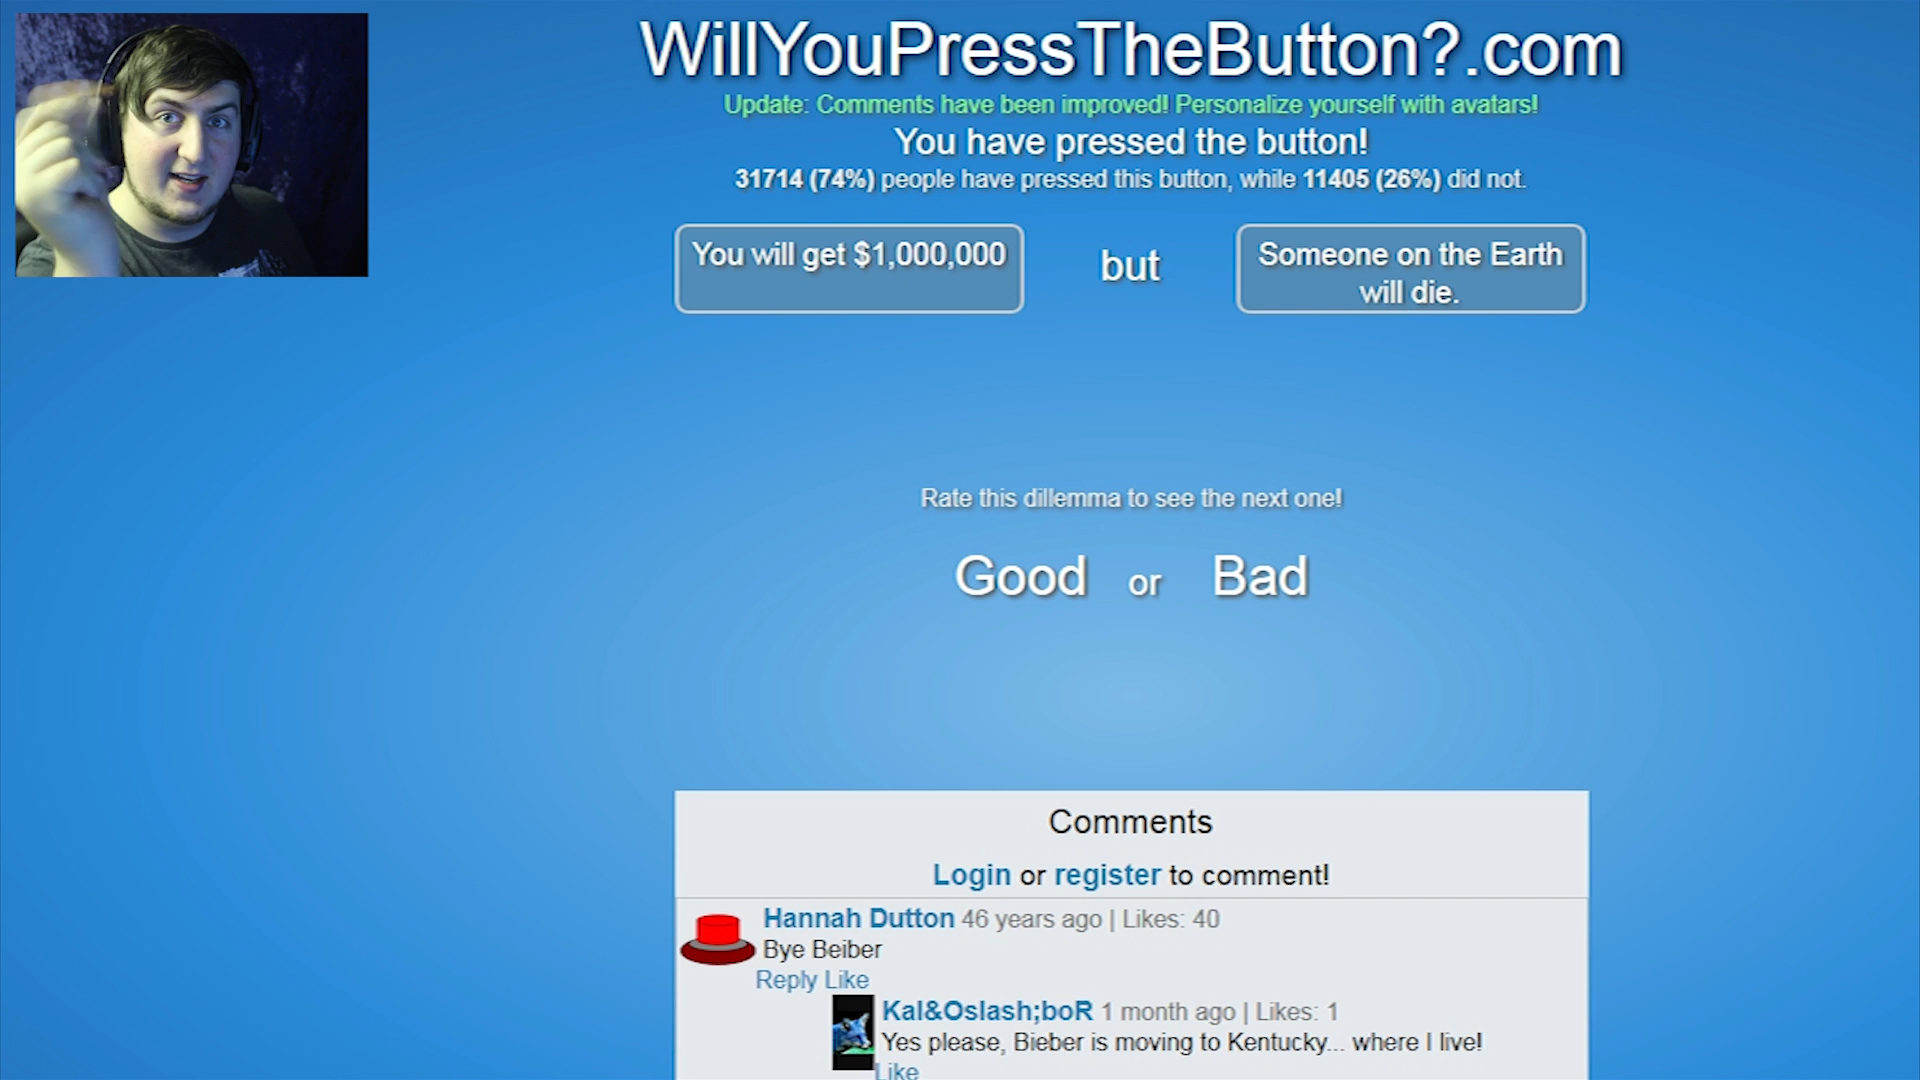 WillYouPressTheButton?.com
Update: Comments have been improved! Personalize yourself with avatars!
You have pressed the button!
31714 (74%) people have pressed this button, while 11405 (26%) did not.
You will get $1,000,000
but
Someone on the Earth
will die.
Rate this dillemma to see the next one!
Good or Bad
Comments
Login or register to comment!
Hannah Dutton 46 years ago | Likes: 40
Bye Beiber
Reply Like
Kal&Oslash;boR 1 month ago | Likes: 1
Yes please, Bieber is moving to Kentucky... where I live!
Like